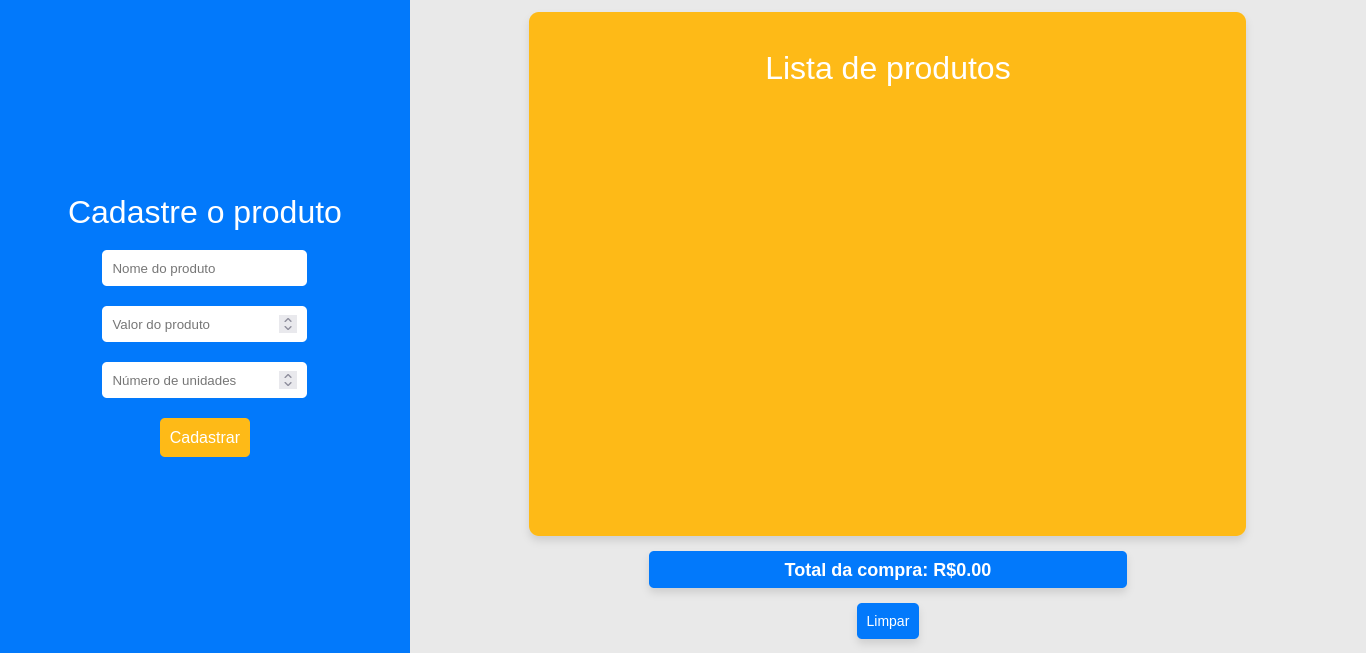 Cadastre o produto
Nome do produto
Valor do produto
Número de unidades
Cadastrar
Lista de produtos
Total da compra: R$0.00
Limpar